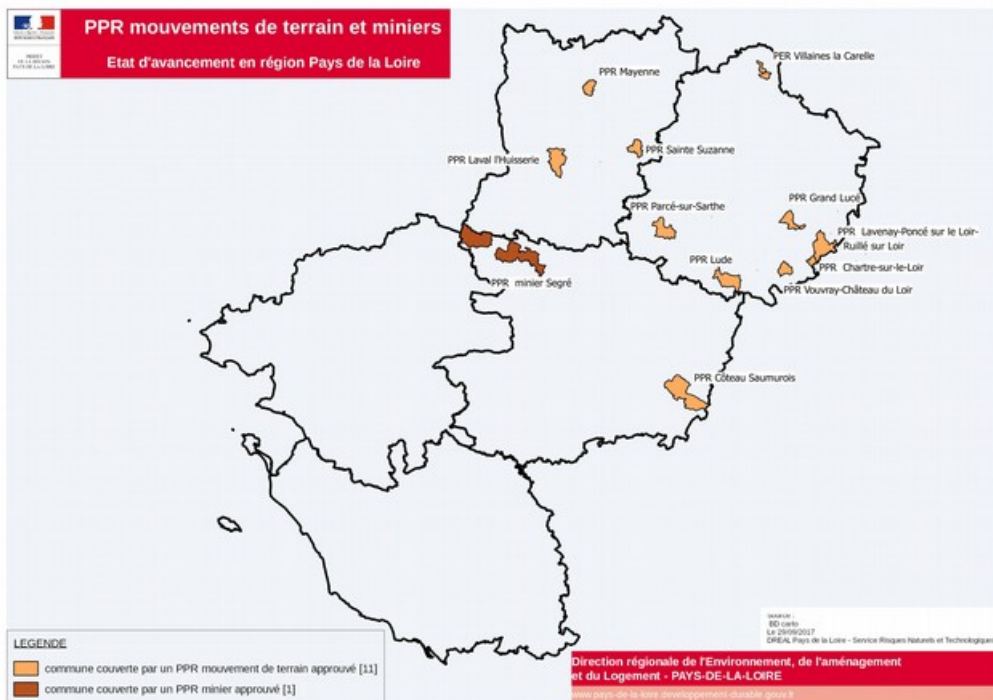 PPR mouvements de terrain et miniers
Etat d'avancement en région Pays de la Loire
PER Villaines la Carelle
PPR Mayenne
PPR Sainte Suzanne
PPR Laval l'Huisserie
PPR Grand Lucé
PPR Parcé-sur-Sarthe
PPR Lavenay-Poncé sur le Loir-
Ruillé sur Loir
PPR Lude
PPR Chartre-sur-le-Loir
PPR minier Segré
PPR Vouvray-Château du Loir
PPR Côteau Saumurois
BD carto
Le 29/09/2017
DREAL Pays de la Loire - Service Risques Naturels et Technologiques
LEGENDE
commune couverte par un PPR mouvement de terrain approuvé [11]
commune couverte par un PPR minier approuvé [1]
Direction régionale de l'Environnement, de l'aménagement
et du Logement - PAYS-DE-LA-LOIRE
www.pays-de-la-loire.developpement-durable.gouv.fr